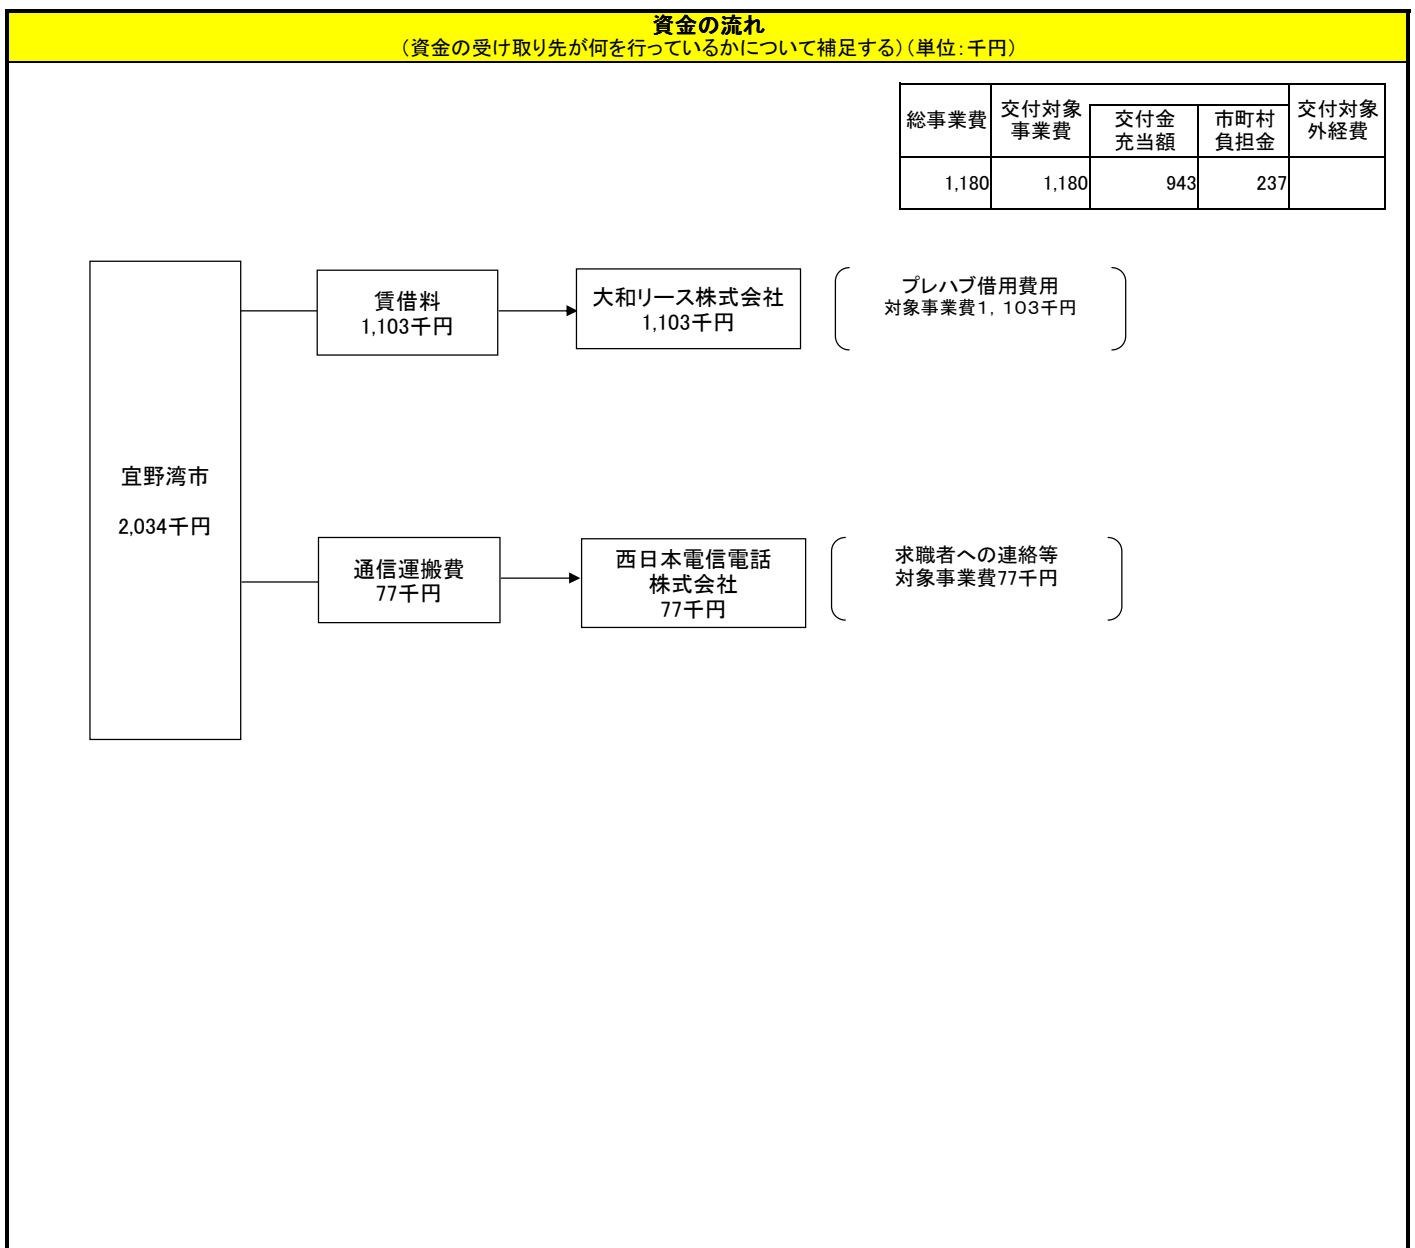 資金の流れ
（資金の受け取り先が何を行っているかについて補足する）（単位：千円）
総事業費
交付対象
事業費
交付金
充当額
市町村
負担金
交付対象
外経費
1,180
1,180
943
237
賃借料
1,103千円
大和リース株式会社
1,103千円
プレハブ借用費用
対象事業費１，１０３千円
宜野湾市
2,034千円
通信運搬費
77千円
西日本電信電話
株式会社
77千円
求職者への連絡等
対象事業費77千円